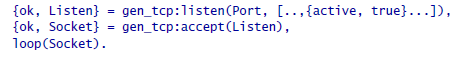 {ok, Listen} = gen_tcp:listen(Port, [..,{active, true}...]),
{ok, Socket} = gen_tcp:accept(Listen),
loop(Socket).